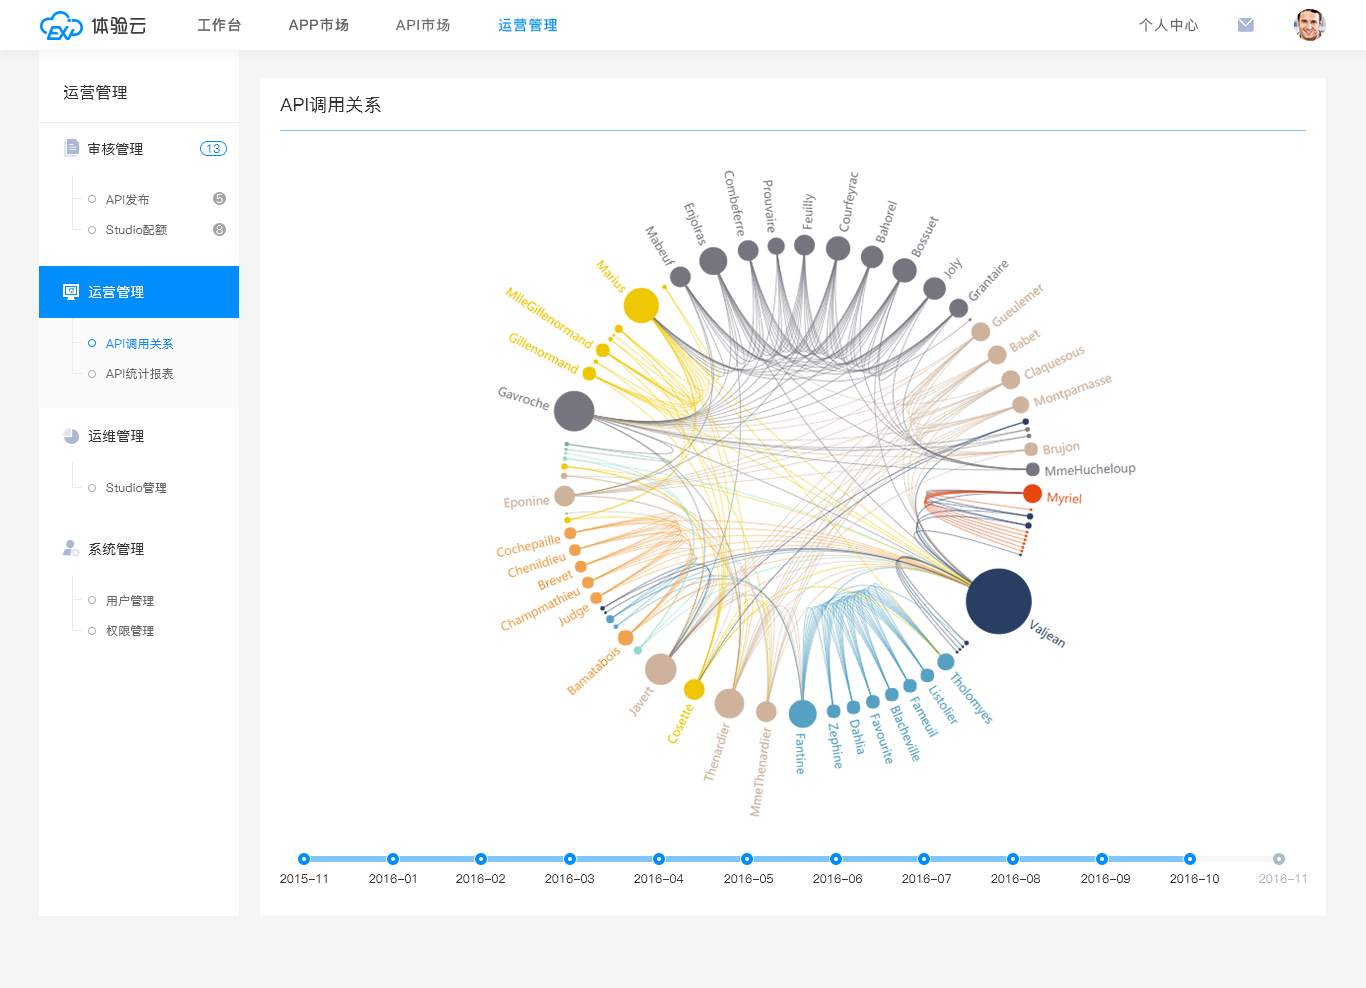 EXP 体验云
工作台
APP市场
API市场
运营管理
个人中心
运营管理
审核管理
13
API发布
5
Studio配额
8
运营管理
API调用关系
API统计报表
运维管理
Studio管理
系统管理
用户管理
权限管理
API调用关系
Mabeuf
Enjolras
Combeferre
Prouvaire
Feuilly
Courfeyrac
Bahorel
Bossuet
Joly
Grantaire
Gueulemer
Babet
Claquesous
Montparnasse
Brujon
MmeHucheloup
Myriel
Valjean
Tholomyes
Listolier
Fameuil
Blacheville
Favourite
Dahlia
Zephine
Fantine
MmeThenardier
Thenardier
Cosette
Javert
Bamatabois
Judge
Champmathieu
Brevet
Chenildieu
Cochepaille
Eponine
Gavroche
Gillenormand
MlleGillenormand
Marius
2015-11
2016-01
2016-02
2016-03
2016-04
2016-05
2016-06
2016-07
2016-08
2016-09
2016-10
2016-11